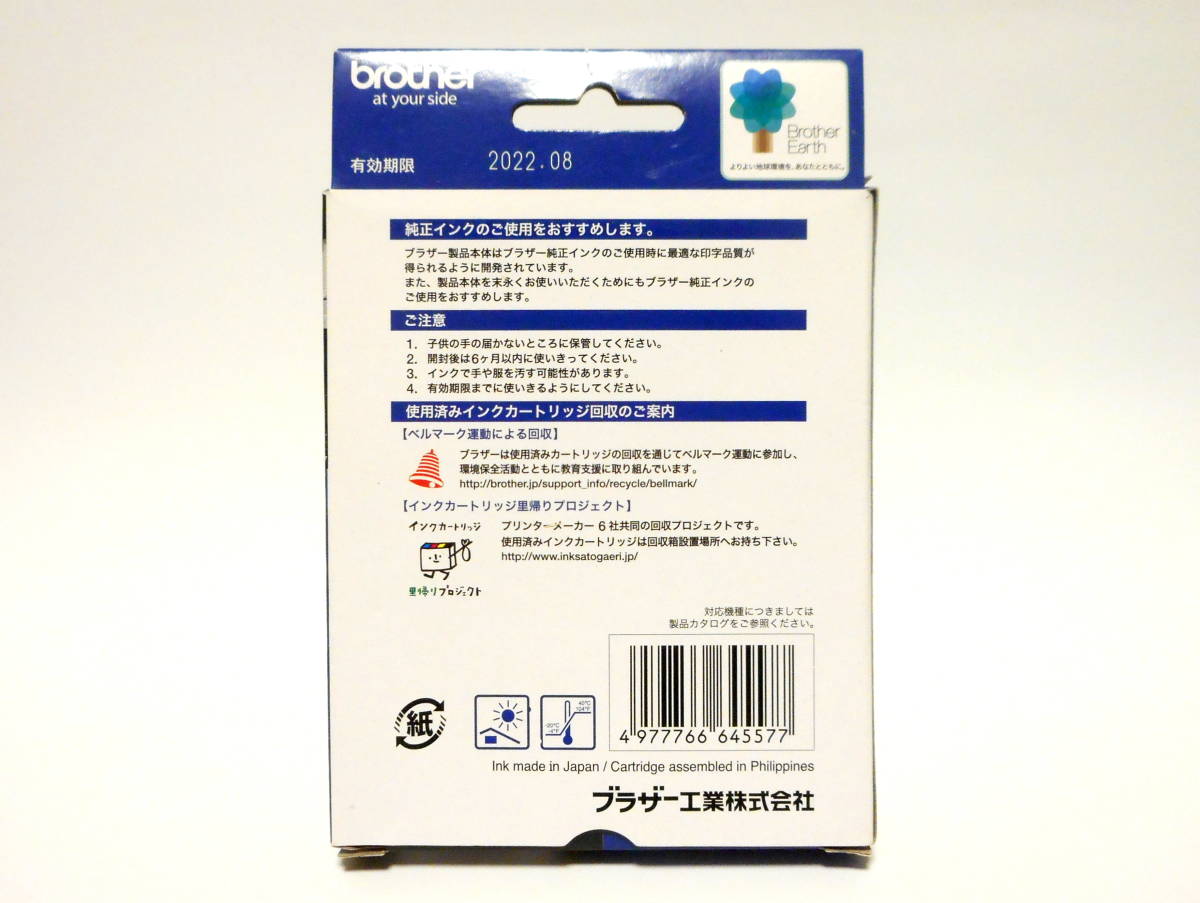 brother
at your side
Brother
Earth
よりよい地球環境を、あなたとともに。
有効期限 2022.08
純正インクのご使用をおすすめします。
ブラザー製品本体はブラザー純正インクのご使用時に最適な印字品質が
得られるように開発されています。
また、製品本体を末永くお使いいただくためにもブラザー純正インクの
ご使用をおすすめします。
ご注意
1. 子供の手の届かないところに保管してください。
2. 開封後は6ヶ月以内に使いきってください。
3. インクで手や服を汚す可能性があります。
4. 有効期限までに使いきるようにしてください。
使用済みインクカートリッジ回収のご案内
【ベルマーク運動による回収】
ブラザーは使用済みカートリッジの回収を通じてベルマーク運動に参加し、
環境保全活動とともに教育支援に取り組んでいます。
http://brother.jp/support_info/recycle/bellmark/
【インクカートリッジ里帰りプロジェクト】
インクカートリッジ
里帰りプロジェクト
プリンターメーカー 6 社共同の回収プロジェクトです。
使用済みインクカートリッジは回収箱設置場所へお持ち下さい。
http://www.inksatogaeri.jp/
対応機種につきましては
製品カタログをご参照ください。
紙
40°C
104°F
-20°C
-4°F
4 977766 645577
Ink made in Japan / Cartridge assembled in Philippines
ブラザー工業株式会社